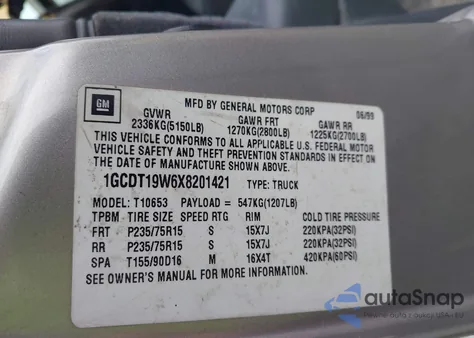 GM
MFD BY GENERAL MOTORS CORP 06/99
GVWR GAWR FRT GAWR RR
2336KG(5150LB) 1270KG(2800LB) 1225KG(2700LB)
THIS VEHICLE CONFORMS TO ALL APPLICABLE U.S. FEDERAL MOTOR
VEHICLE SAFETY AND THEFT PREVENTION STANDARDS IN EFFECT ON
THE DATE OF MANUFACTURE SHOWN ABOVE.
1GCDT19W6X8201421 TYPE: TRUCK
MODEL: T10653 PAYLOAD = 547KG(1207LB)
TPBM TIRE SIZE SPEED RTG RIM COLD TIRE PRESSURE
FRT P235/75R15 S 15X7J 220KPA(32PSI)
RR P235/75R15 S 15X7J 220KPA(32PSI)
SPA T155/90D16 M 16X4T 420KPA(60PSI)
SEE OWNER'S MANUAL FOR MORE INFORMATION.
autoSnap